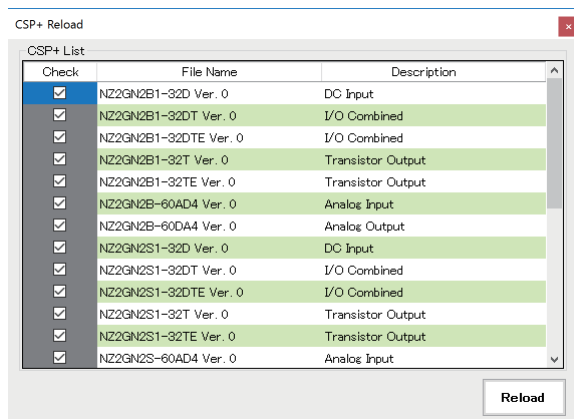 CSP+ Reload
CSP+ List
Check File Name Description
NZ2GN2B1-32D Ver. 0 DC Input
NZ2GN2B1-32DT Ver. 0 I/O Combined
NZ2GN2B1-32DTE Ver. 0 I/O Combined
NZ2GN2B1-32T Ver. 0 Transistor Output
NZ2GN2B1-32TE Ver. 0 Transistor Output
NZ2GN2B-60AD4 Ver. 0 Analog Input
NZ2GN2B-60DA4 Ver. 0 Analog Output
NZ2GN2S1-32D Ver. 0 DC Input
NZ2GN2S1-32DT Ver. 0 I/O Combined
NZ2GN2S1-32DTE Ver. 0 I/O Combined
NZ2GN2S1-32T Ver. 0 Transistor Output
NZ2GN2S1-32TE Ver. 0 Transistor Output
NZ2GN2S-60AD4 Ver. 0 Analog Input
Reload